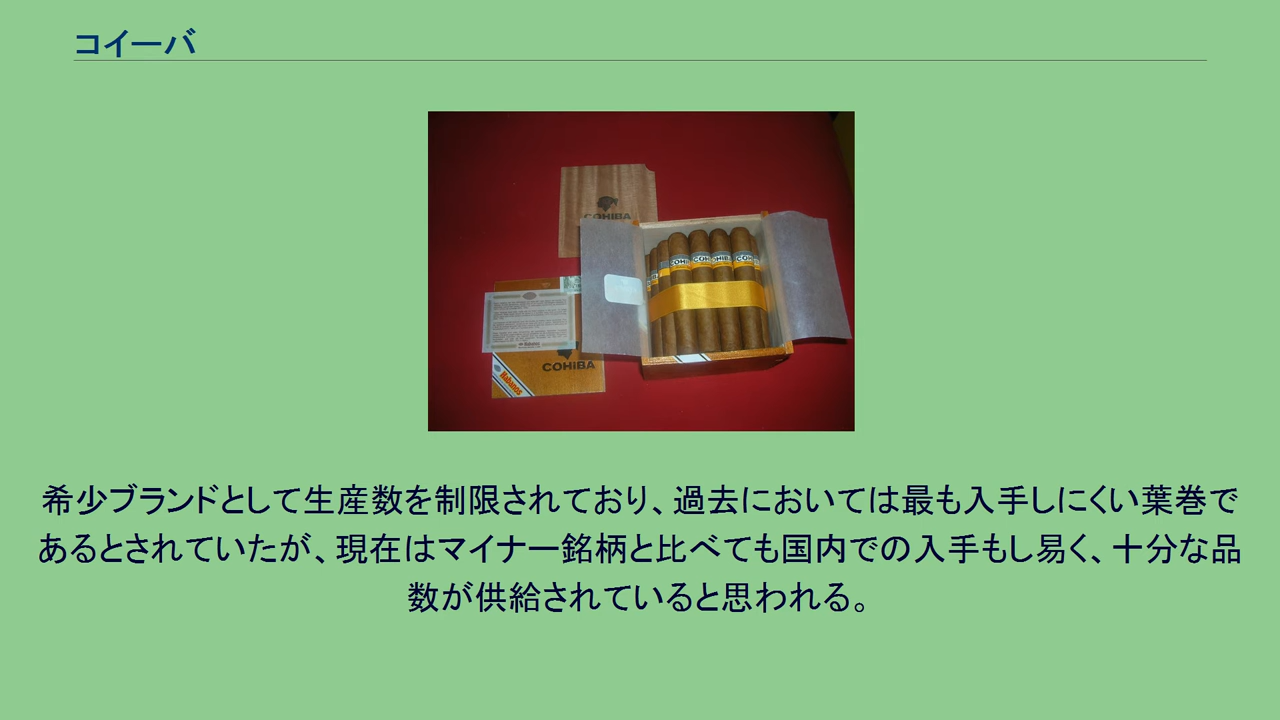 コイーバ
COHIBA
COHIBA
Habanos
希少ブランドとして生産数を制限されており、過去においては最も入手しにくい葉巻で
あるとされていたが、現在はマイナー銘柄と比べても国内での入手もし易く、十分な品
数が供給されていると思われる。